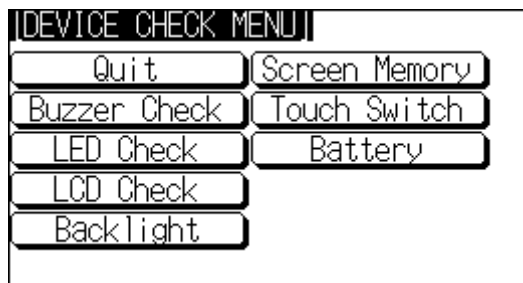 DEVICE CHECK MENU
Quit
Screen Memory
Buzzer Check
Touch Switch
LED Check
Battery
LCD Check
Backlight